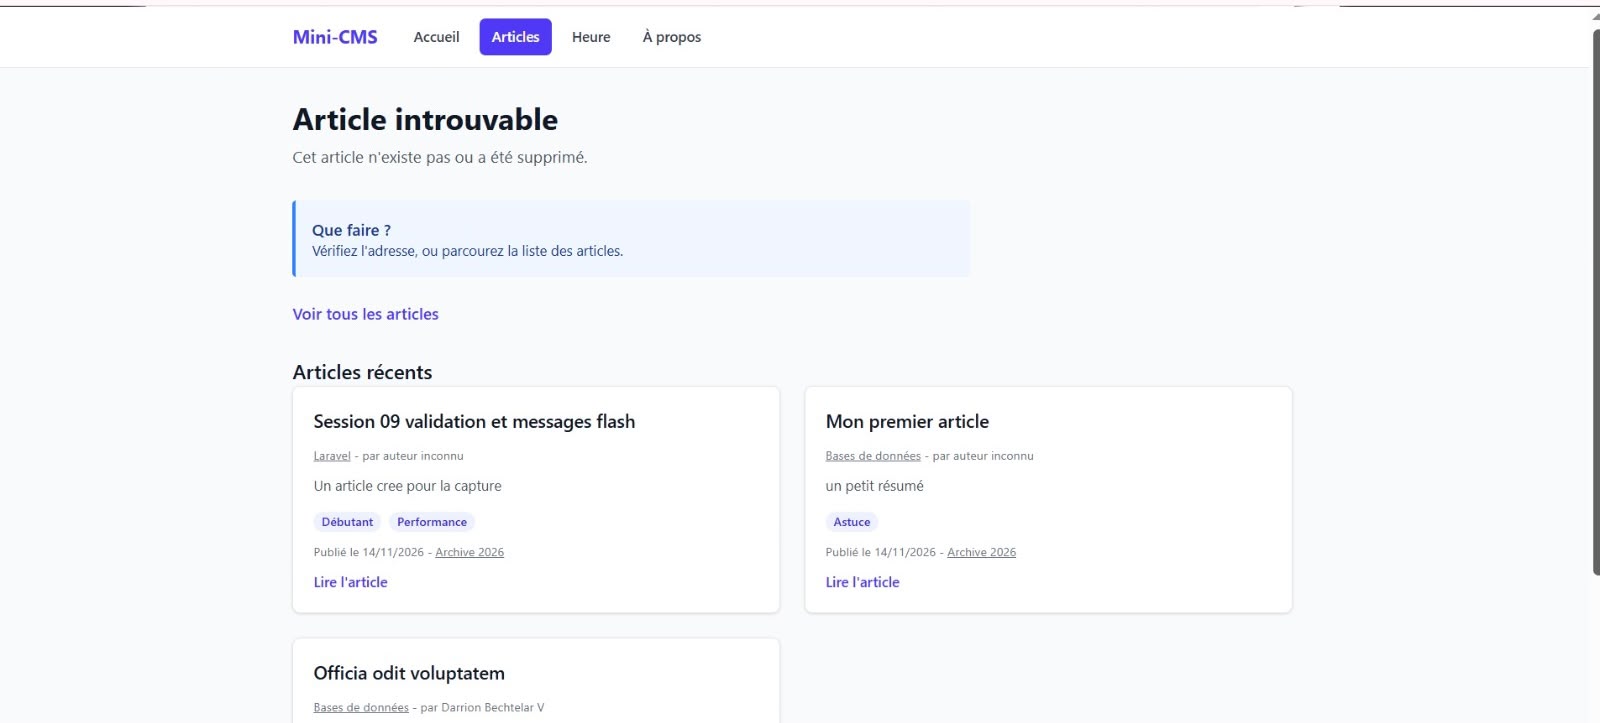 Mini-CMS Accueil Articles Heure À propos
Article introuvable
Cet article n'existe pas ou a été supprimé.
Que faire ?
Vérifiez l'adresse, ou parcourez la liste des articles.
Voir tous les articles
Articles récents
Session 09 validation et messages flash
Laravel - par auteur inconnu
Un article cree pour la capture
Débutant Performance
Publié le 14/11/2026 - Archive 2026
Lire l'article
Mon premier article
Bases de données - par auteur inconnu
un petit résumé
Astuce
Publié le 14/11/2026 - Archive 2026
Lire l'article
Officia odit voluptatem
Bases de données - par Darrion Bechtelar V